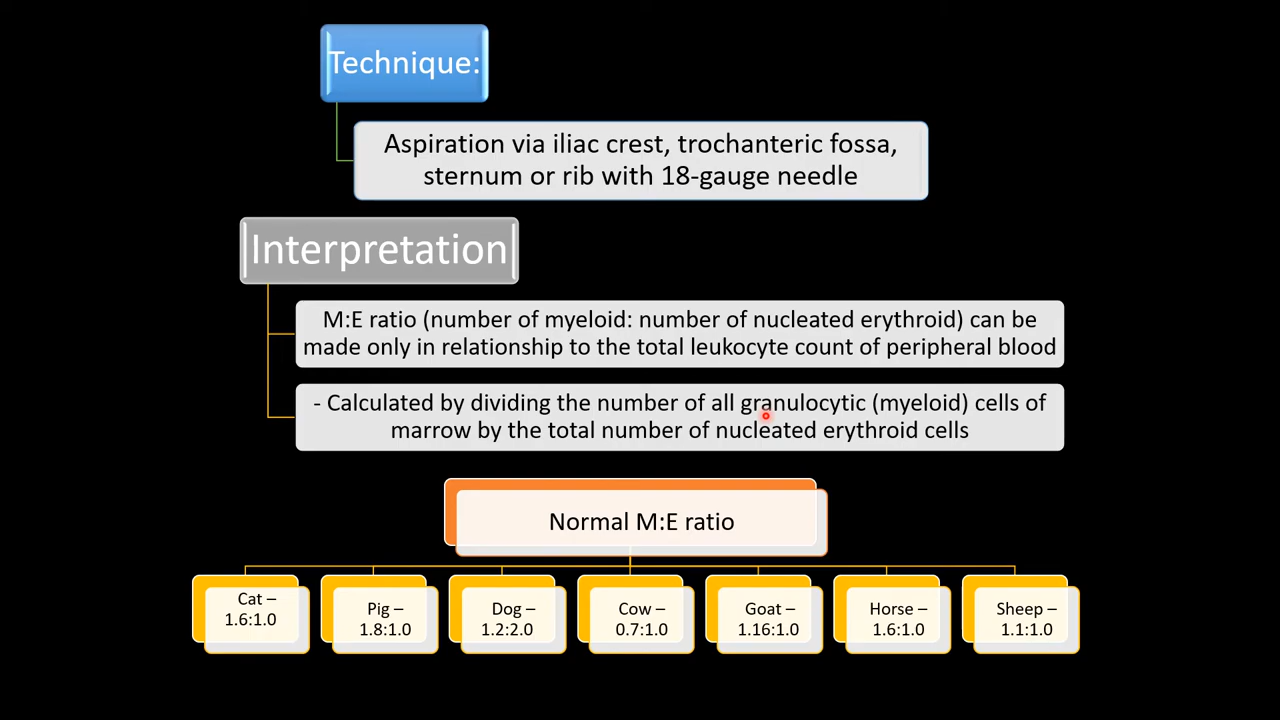 Technique:
Aspiration via iliac crest, trochanteric fossa,
sternum or rib with 18-gauge needle
Interpretation
M:E ratio (number of myeloid: number of nucleated erythroid) can be
made only in relationship to the total leukocyte count of peripheral blood
- Calculated by dividing the number of all granulocytic (myeloid) cells of
marrow by the total number of nucleated erythroid cells
Normal M:E ratio
Cat –
1.6:1.0
Pig –
1.8:1.0
Dog –
1.2:2.0
Cow –
0.7:1.0
Goat –
1.16:1.0
Horse –
1.6:1.0
Sheep –
1.1:1.0